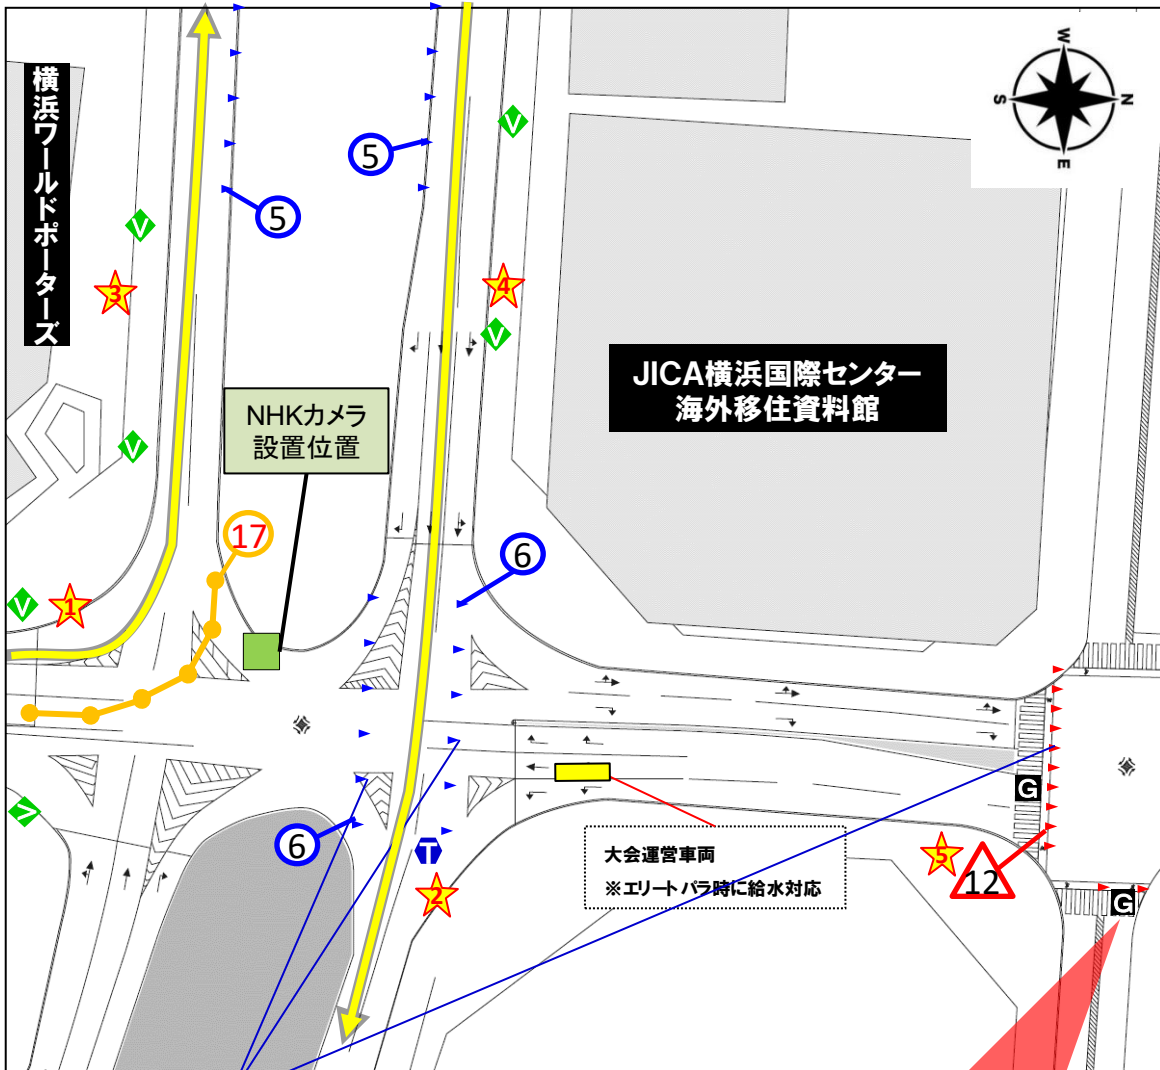 横浜ワールドポーターズ
W
S
N
E
V
5
5
V
3
4
V
JICA横浜国際センター
海外移住資料館
NHKカメラ
設置位置
V
17
6
V
1
G
V
6
T
大会運営車両
※エリートパラ時に給水対応
5
12
2
G